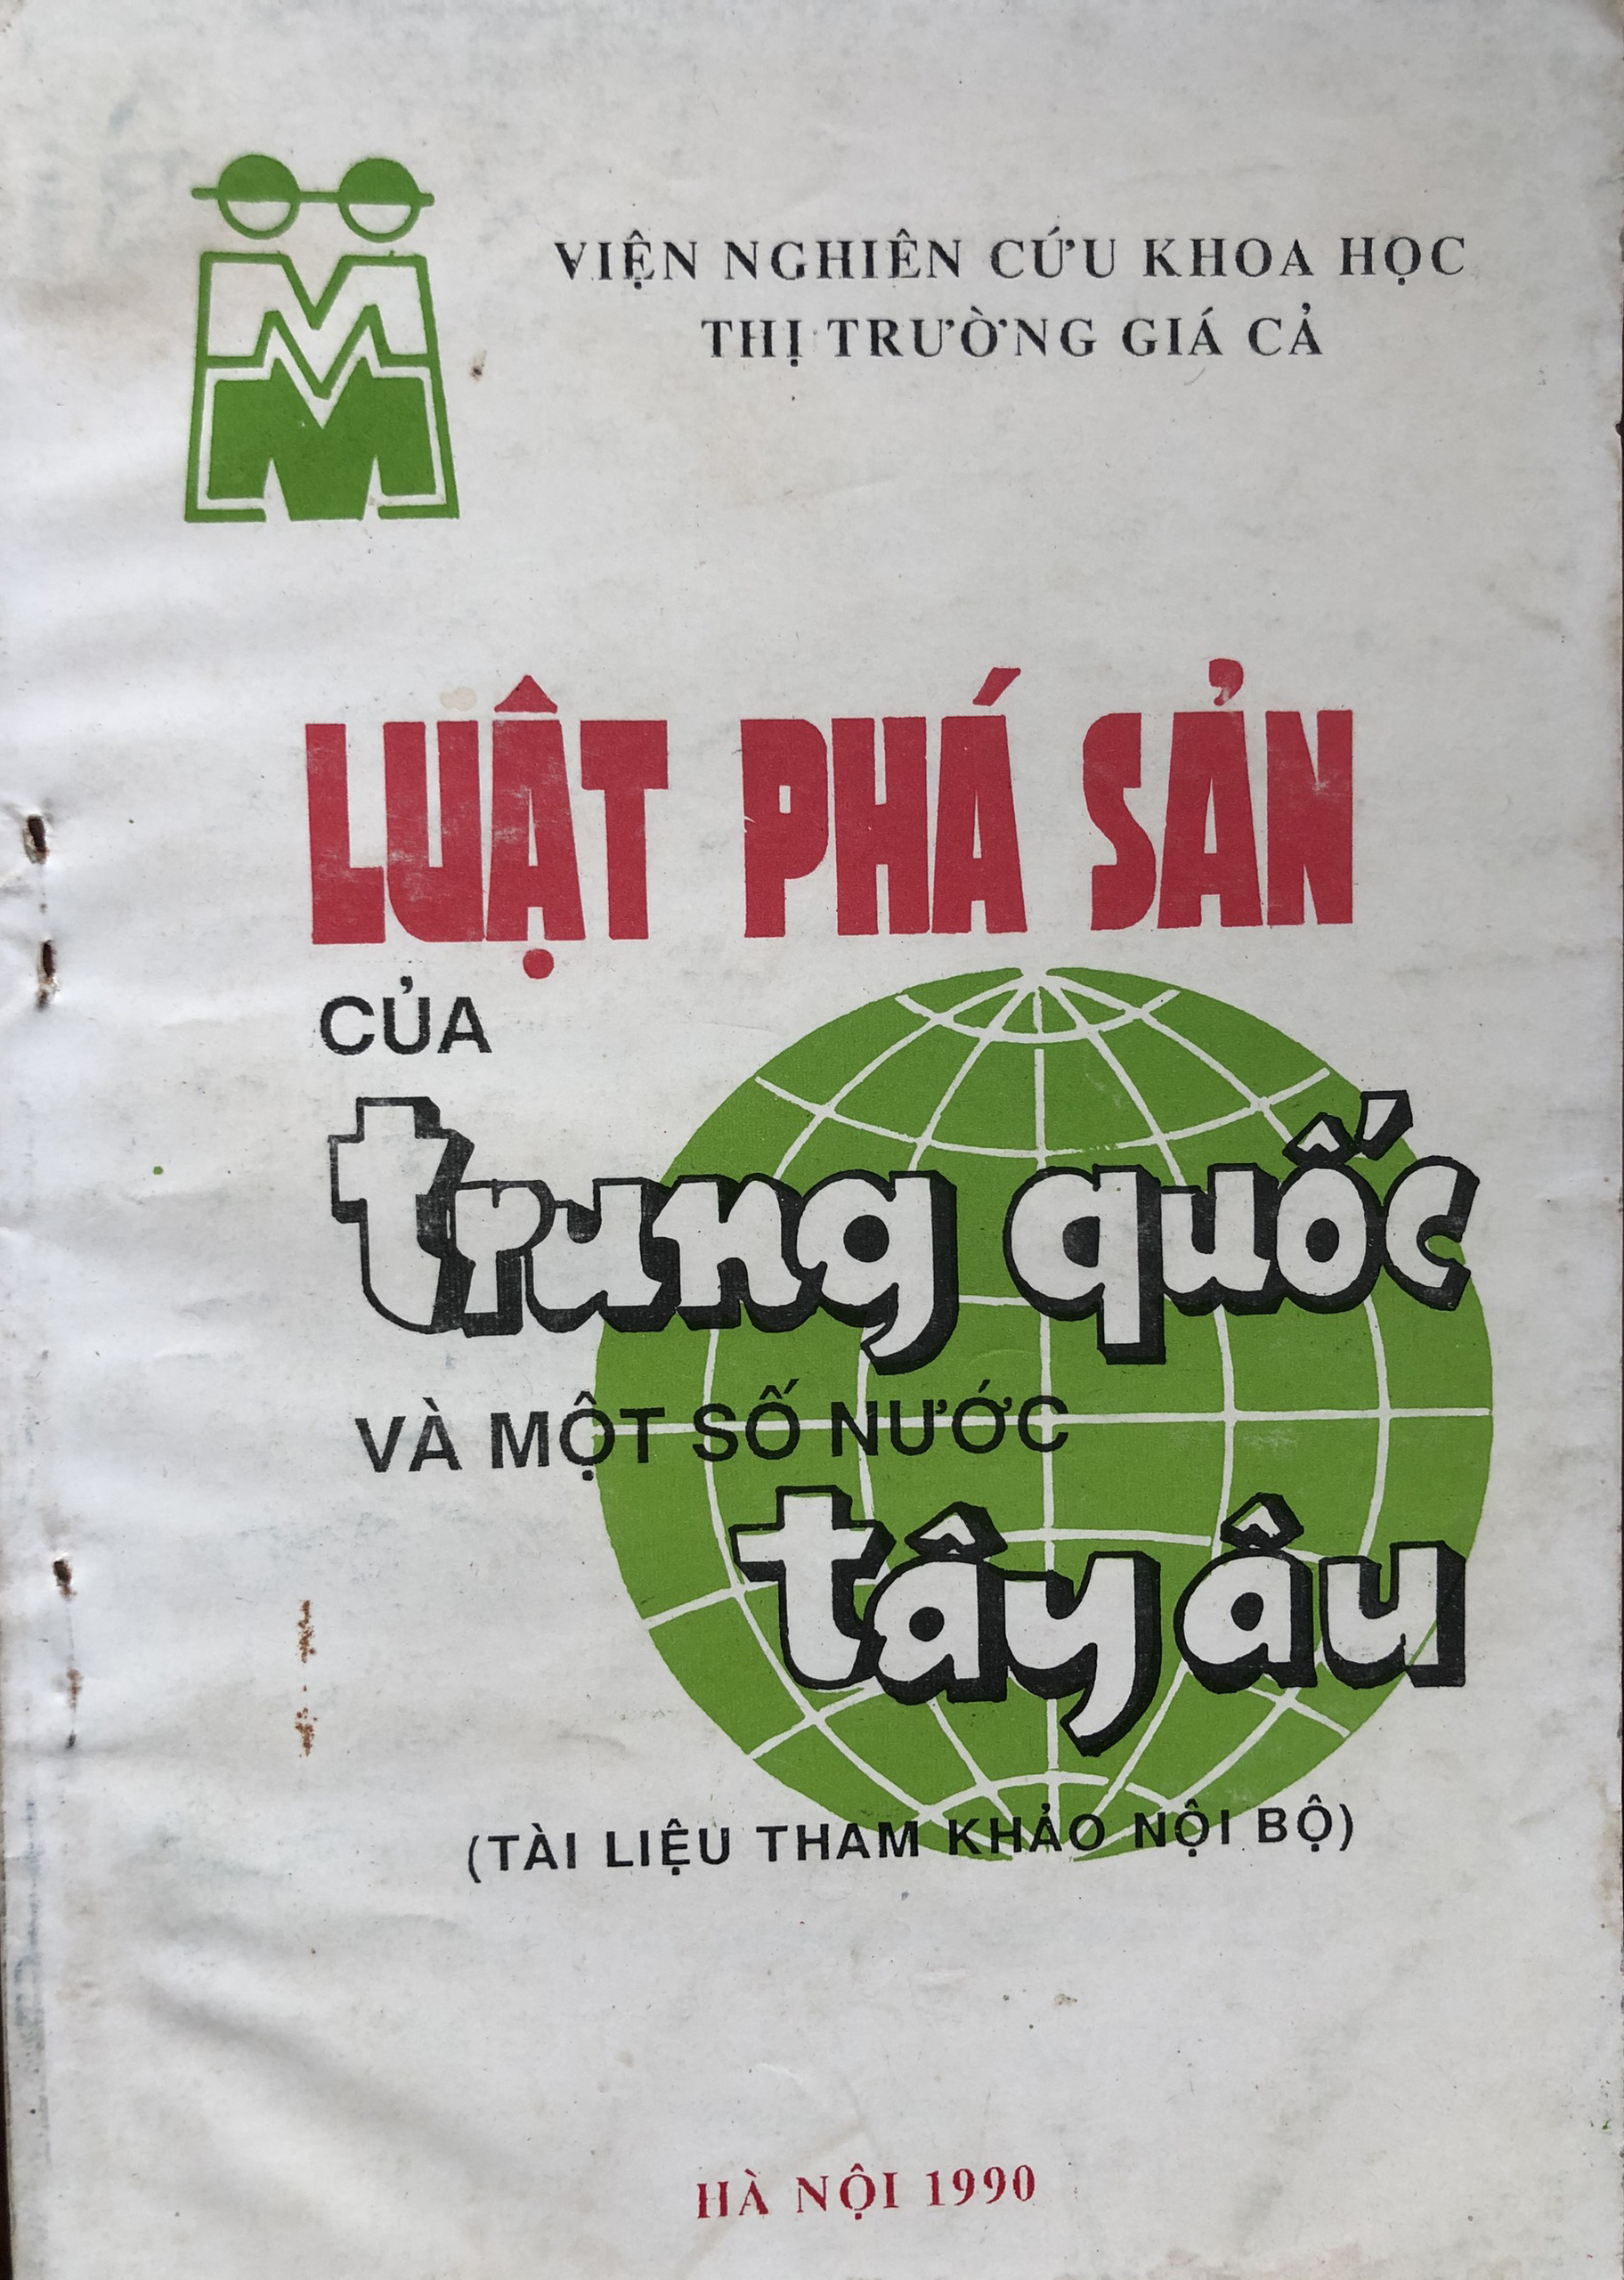 VIỆN NGHIÊN CỨU KHOA HỌC
THỊ TRƯỜNG GIÁ CẢ
LUẬT PHÁ SẢN
CỦA
trung quốc
VÀ MỘT SỐ NƯỚC
tây âu
(TÀI LIỆU THAM KHẢO NỘI BỘ)
HÀ NỘI 1990